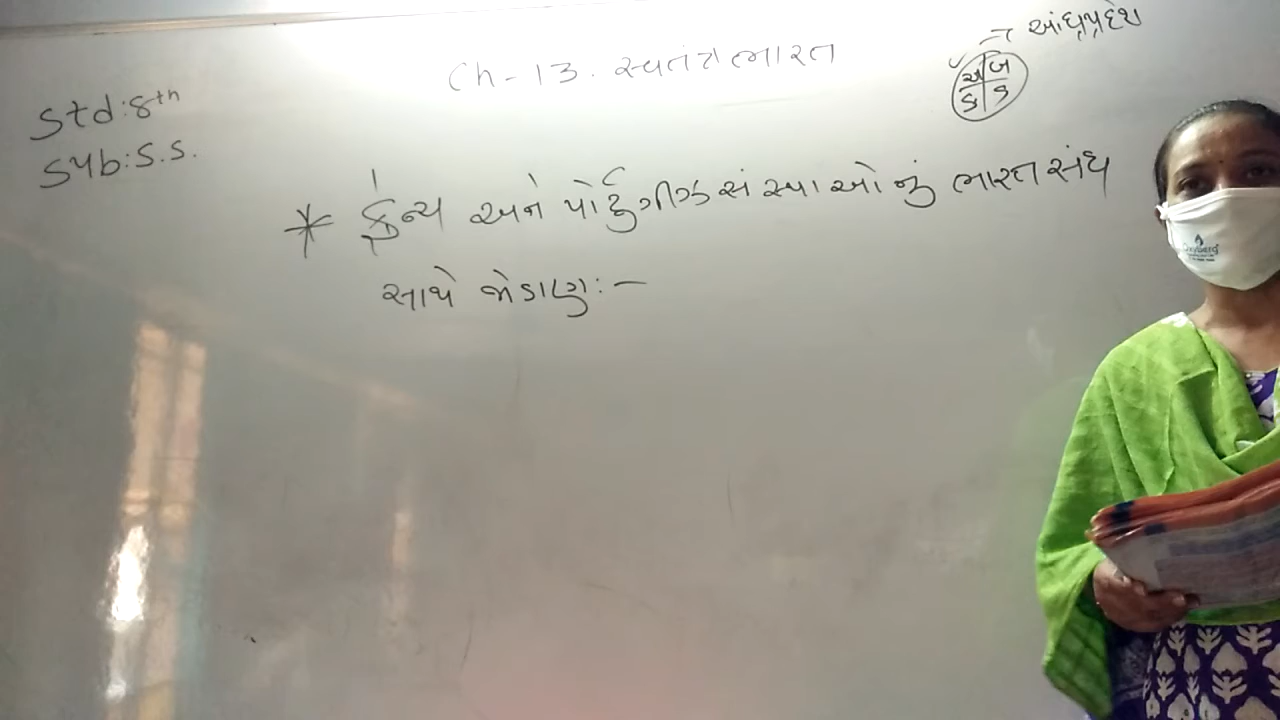 Std:8th
Sub:S.S.
Ch-13. સ્વતંત્ર ભારત
→ આંધ્રપ્રદેશ
અ બ
ક ડ
* ફ્રેન્ચ અને પોર્ટુગીઝ સંસ્થાઓનું ભારત સંઘ
સાથે જોડાણ:-